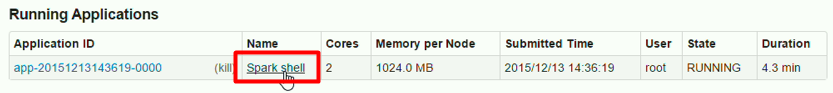 Running Applications
Application ID Name Cores Memory per Node Submitted Time User State Duration
app-20151213143619-0000 (kill) Spark shell 2 1024.0 MB 2015/12/13 14:36:19 root RUNNING 4.3 min